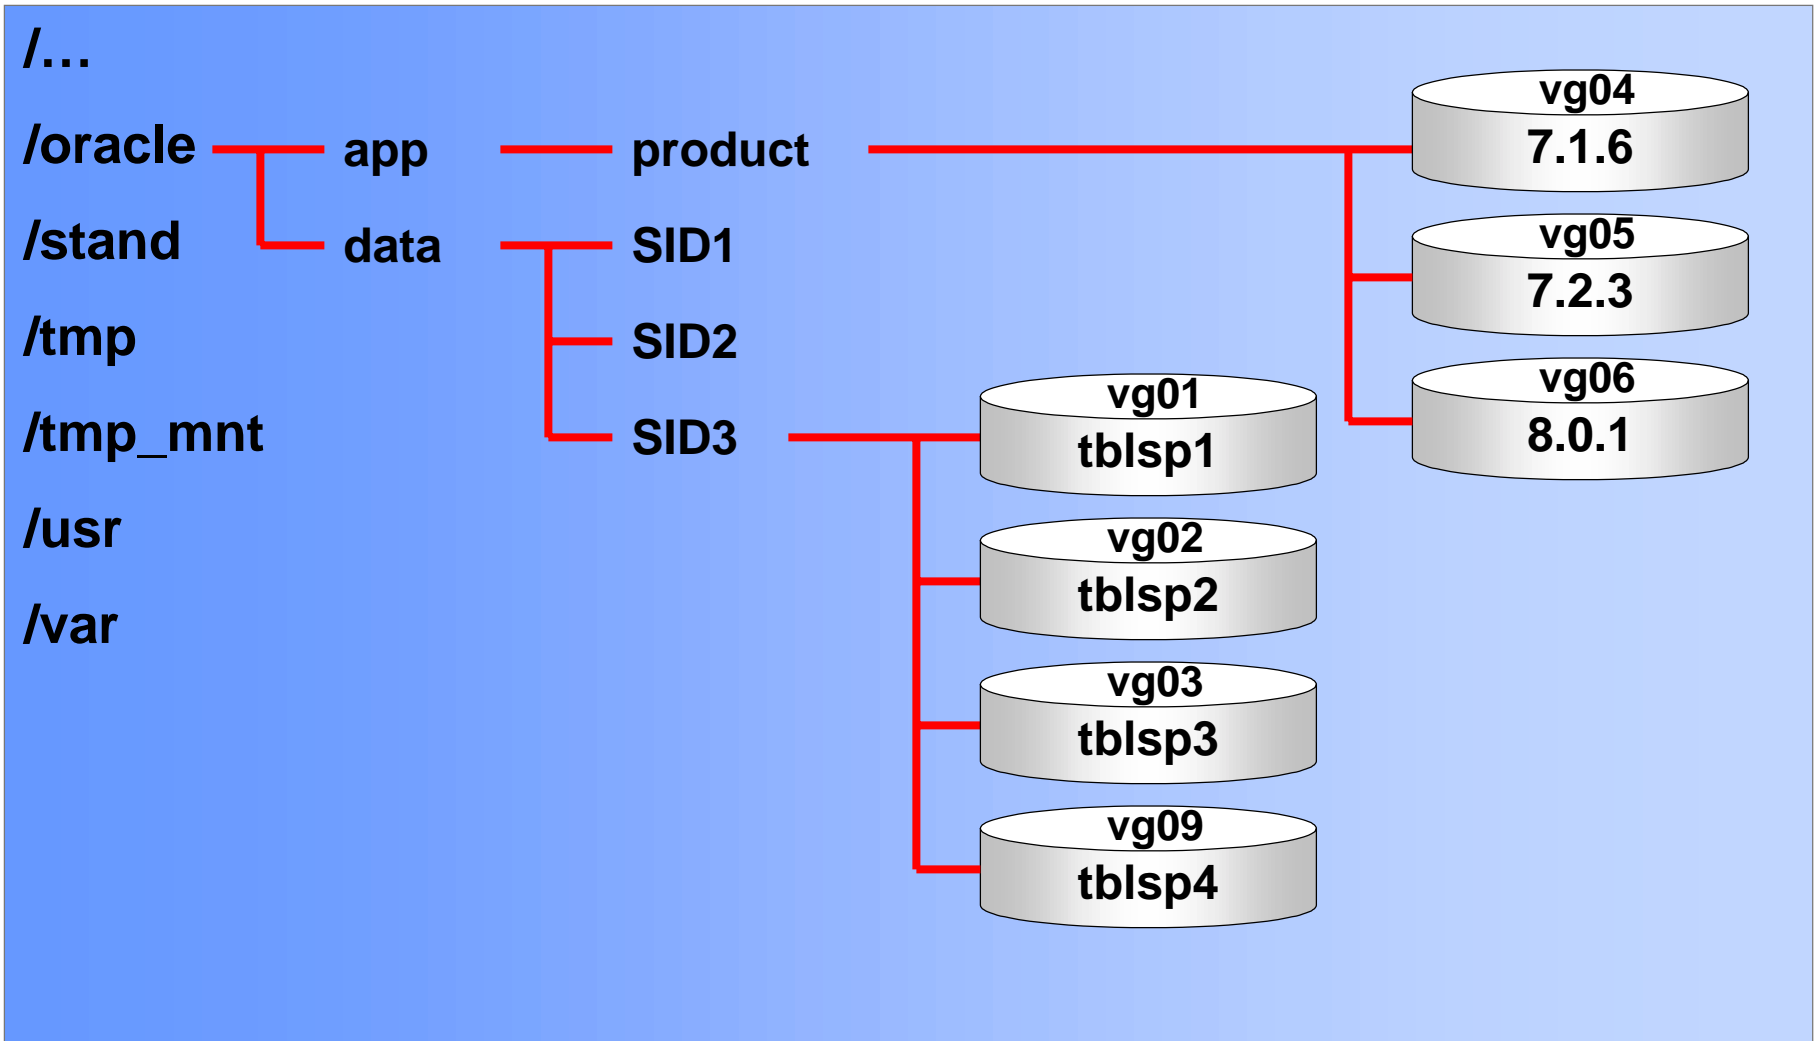 /…
vg04
/oracle app product 7.1.6
/stand data SID1 vg05
7.2.3
/tmp SID2
vg06
/tmp_mnt SID3 vg01 8.0.1
tblsp1
/usr vg02
tblsp2
/var
vg03
tblsp3
vg09
tblsp4